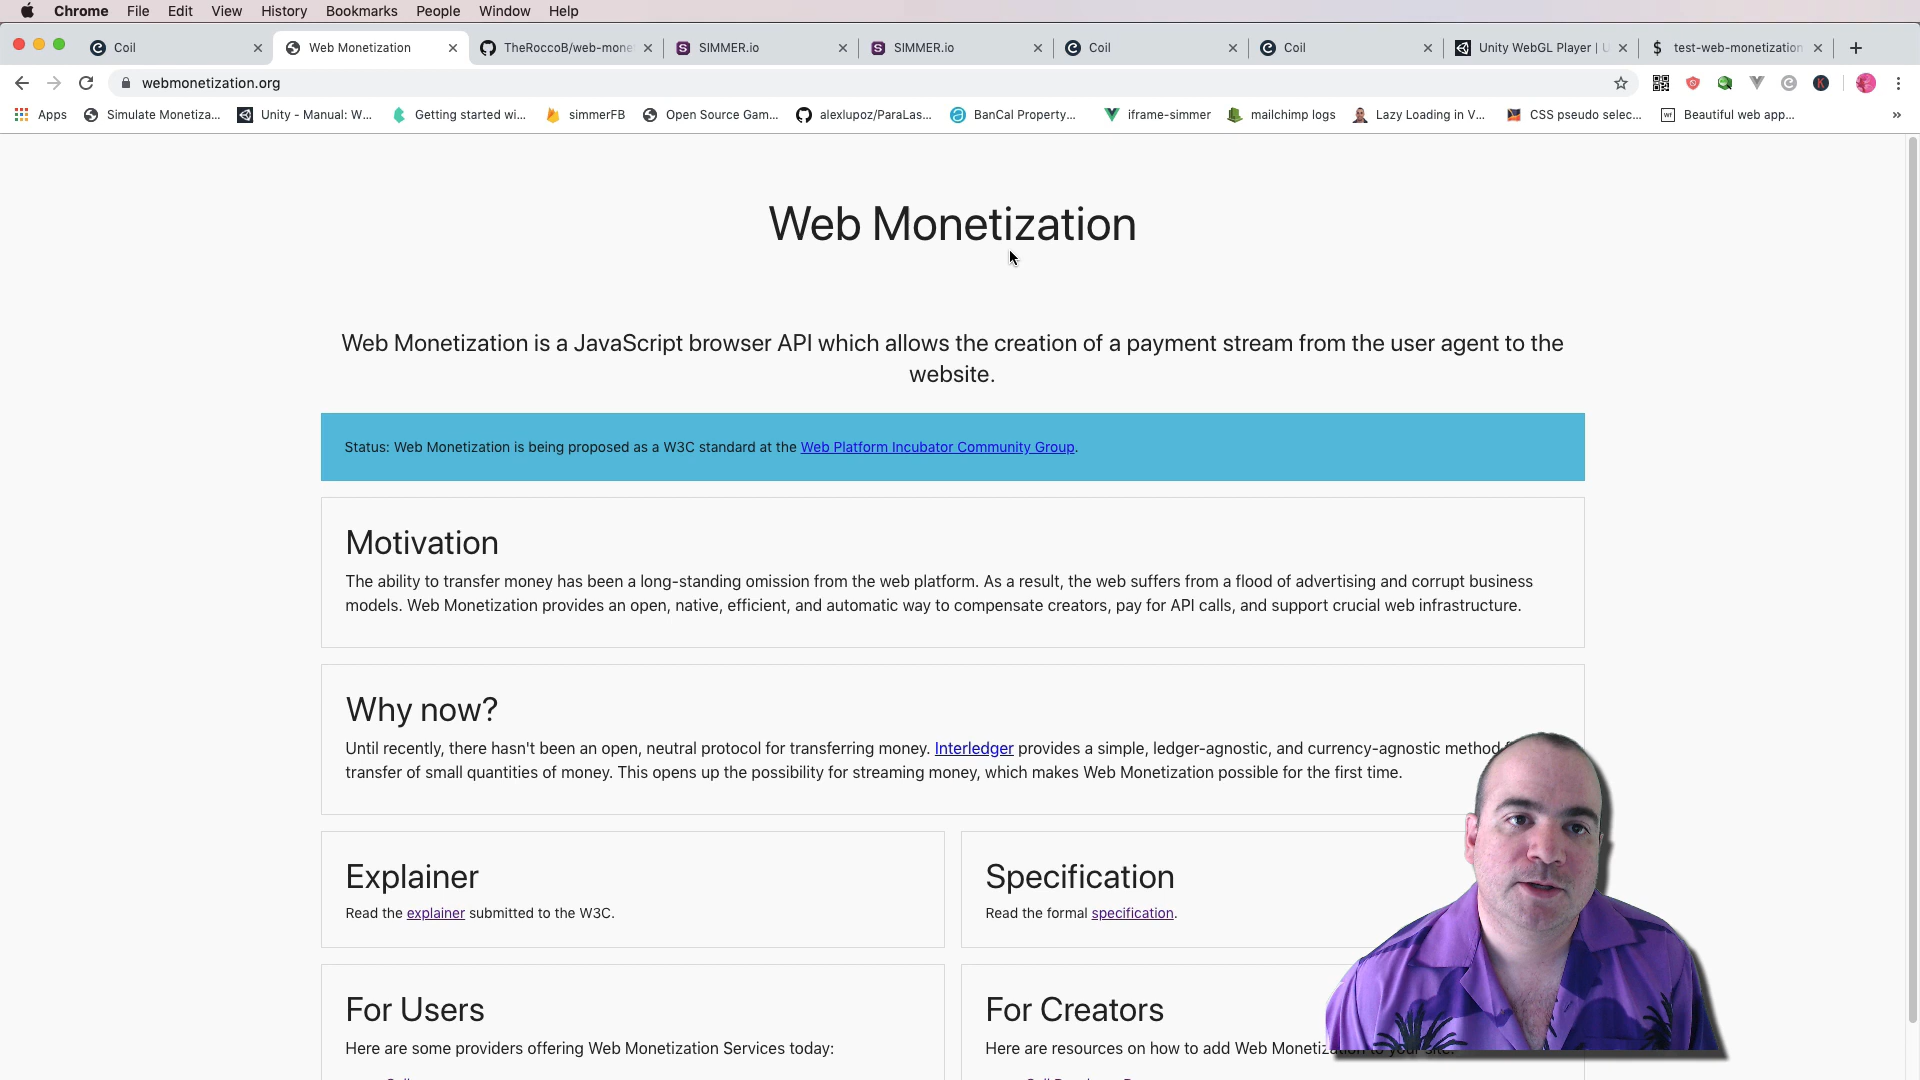 Chrome File Edit View History Bookmarks People Window Help
Coil Web Monetization TheRoccoB/web-mone SIMMER.io SIMMER.io Coil Coil Unity WebGL Player | test-web-monetization
webmonetization.org
Apps Simulate Monetiza... Unity - Manual: W... Getting started wi... simmerFB Open Source Gam... alexlupoz/ParaLas... BanCal Property... iframe-simmer mailchimp logs Lazy Loading in V... CSS pseudo selec... Beautiful web app... »
Web Monetization
Web Monetization is a JavaScript browser API which allows the creation of a payment stream from the user agent to the
website.
Status: Web Monetization is being proposed as a W3C standard at the Web Platform Incubator Community Group.
Motivation
The ability to transfer money has been a long-standing omission from the web platform. As a result, the web suffers from a flood of advertising and corrupt business
models. Web Monetization provides an open, native, efficient, and automatic way to compensate creators, pay for API calls, and support crucial web infrastructure.
Why now?
Until recently, there hasn't been an open, neutral protocol for transferring money. Interledger provides a simple, ledger-agnostic, and currency-agnostic method
transfer of small quantities of money. This opens up the possibility for streaming money, which makes Web Monetization possible for the first time.
Explainer
Read the explainer submitted to the W3C.
Specification
Read the formal specification.
For Users
Here are some providers offering Web Monetization Services today:
For Creators
Here are resources on how to add Web Monetization to your site: